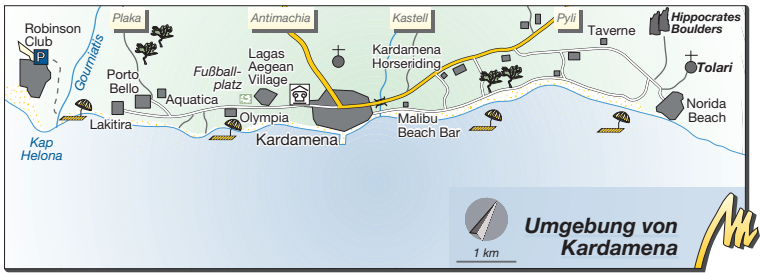 Plaka
Antimachia
Kastell
Pyli
Robinson
Club
P
Gourniatis
Hippocrates
Boulders
Taverne
Tolari
Porto
Bello
Aquatica
Fußball-
platz
Lagas
Aegean
Village
Kardamena
Horseriding
Lakitira
Olympia
Kardamena
Malibu
Beach Bar
Norida
Beach
Kap
Helona
1 km
Umgebung von
Kardamena